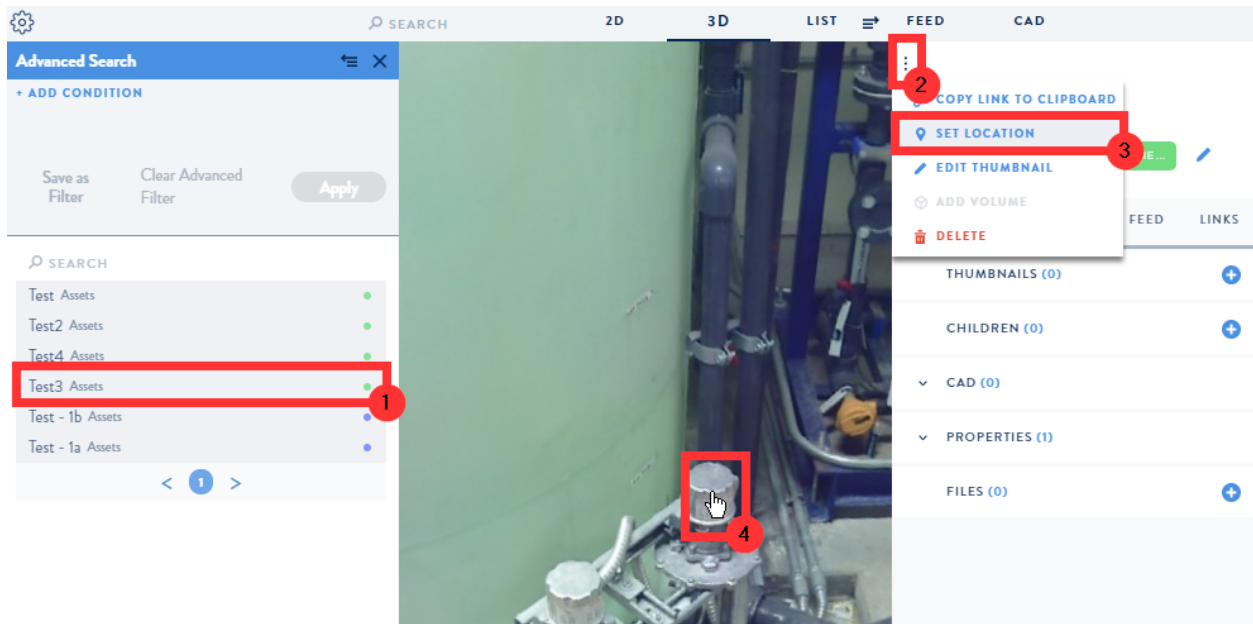 SEARCH 2D 3D LIST FEED CAD
Advanced Search
+ ADD CONDITION
Save as Filter
Clear Advanced Filter
Apply
SEARCH
Test Assets
Test2 Assets
Test4 Assets
Test3 Assets
1
Test - 1b Assets
Test - 1a Assets
< 1 >
4
2
COPY LINK TO CLIPBOARD
SET LOCATION
3
EDIT THUMBNAIL
ADD VOLUME
DELETE
FEED LINKS
THUMBNAILS (0)
CHILDREN (0)
CAD (0)
PROPERTIES (1)
FILES (0)